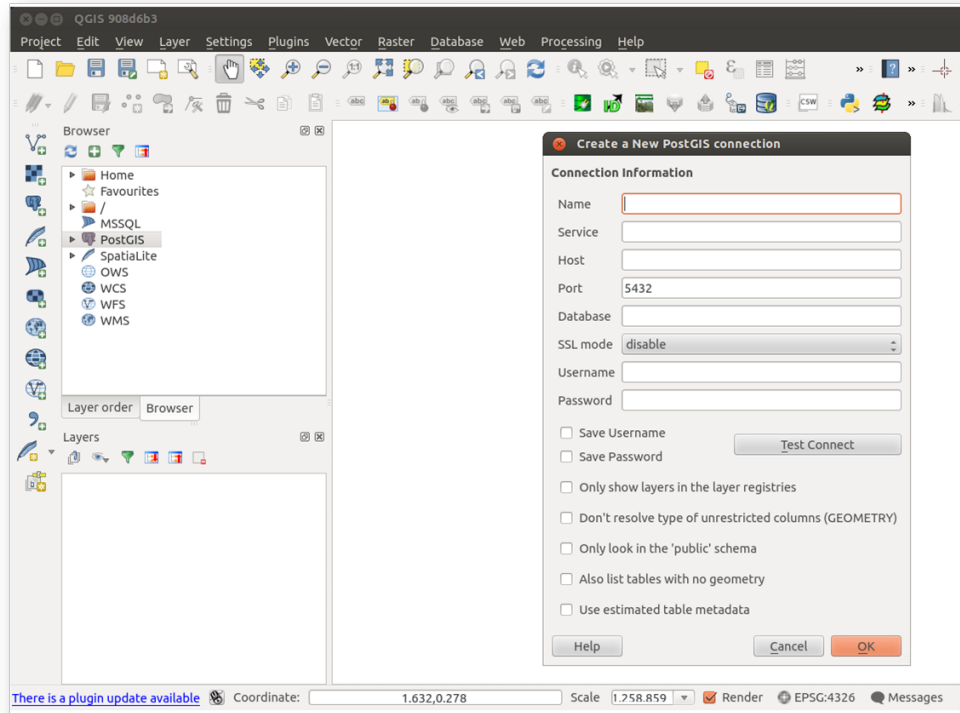 QGIS 908d6b3
Project Edit View Layer Settings Plugins Vector Raster Database Web Processing Help
Browser
Home
Favourites
/
MSSQL
PostGIS
SpatiaLite
OWS
WCS
WFS
WMS
Layer order Browser
Layers
Create a New PostGIS connection
Connection Information
Name
Service
Host
Port 5432
Database
SSL mode disable
Username
Password
Save Username
Save Password
Test Connect
Only show layers in the layer registries
Don't resolve type of unrestricted columns (GEOMETRY)
Only look in the 'public' schema
Also list tables with no geometry
Use estimated table metadata
Help Cancel OK
There is a plugin update available Coordinate: 1.632,0.278 Scale 1.258.859 Render EPSG:4326 Messages